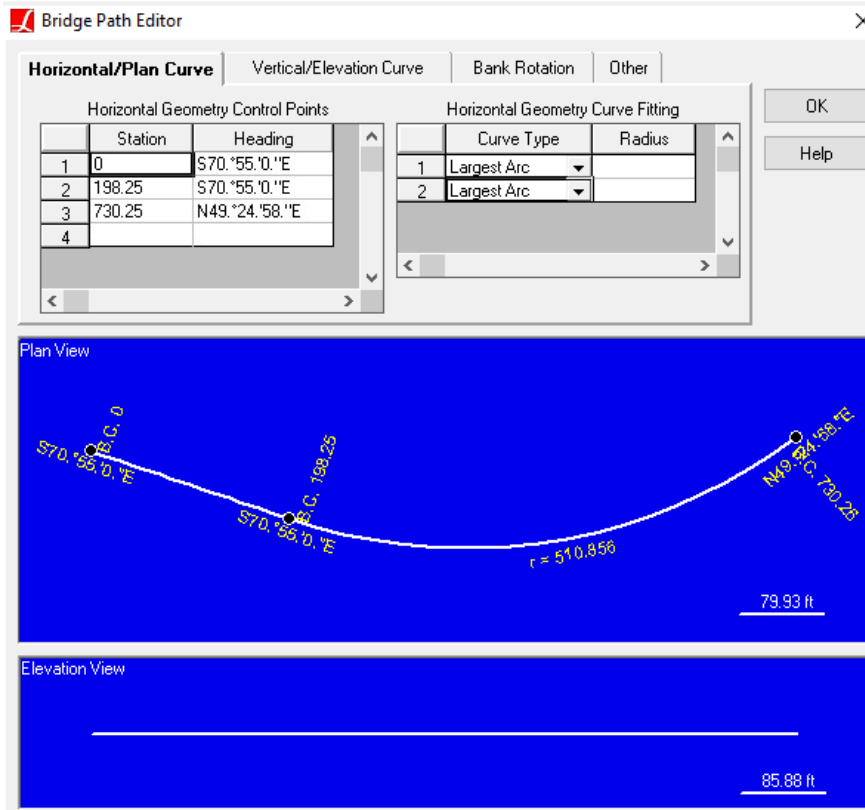 Bridge Path Editor
Horizontal/Plan Curve Vertical/Elevation Curve Bank Rotation Other
Horizontal Geometry Control Points
Station Heading
1 0 S70.°55.'0."E
2 198.25 S70.°55.'0."E
3 730.25 N49.°24.'58."E
4
Horizontal Geometry Curve Fitting
Curve Type Radius
1 Largest Arc
2 Largest Arc
OK
Help
Plan View
B.C. 0
S70.°55.'0."E
B.C. 198.25
S70.°55.'0."E
r = 510.856
N49.°24.'58."E
79.93 ft
Elevation View
85.88 ft